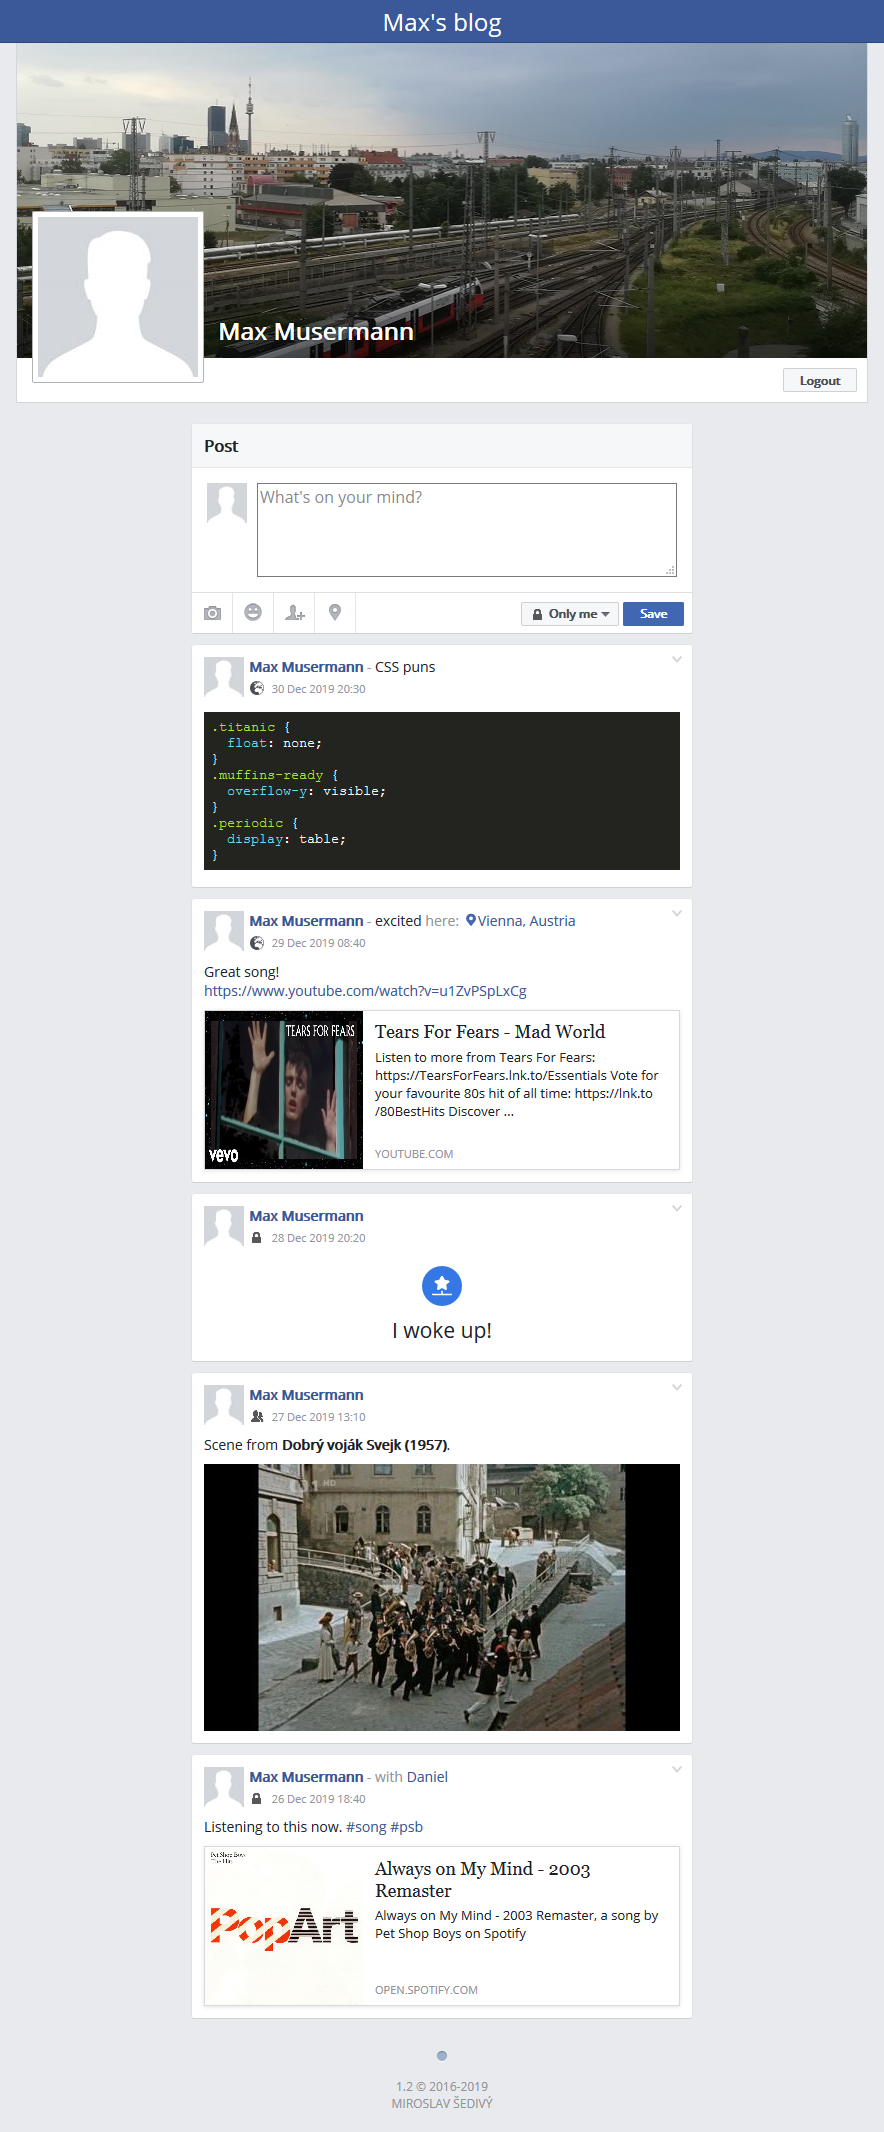 Max's blog
Max Musermann
Logout
Post
What's on your mind?
Only me
Save
Max Musermann - CSS puns
30 Dec 2019 20:30
.titanic {
  float: none;
}
.muffins-ready {
  overflow-y: visible;
}
.periodic {
  display: table;
}
Max Musermann - excited here: Vienna, Austria
29 Dec 2019 08:40
Great song!
https://www.youtube.com/watch?v=u1ZvPSpLxCg
TEARS FOR FEARS
vevo
Tears For Fears - Mad World
Listen to more from Tears For Fears:
https://TearsForFears.lnk.to/Essentials Vote for
your favourite 80s hit of all time: https://lnk.to
/80BestHits Discover ...
YOUTUBE.COM
Max Musermann
28 Dec 2019 20:20
I woke up!
Max Musermann
27 Dec 2019 13:10
Scene from Dobrý voják Svejk (1957).
HD
Max Musermann - with Daniel
26 Dec 2019 18:40
Listening to this now. #song #psb
Pet Shop Boys
The Hits
PopArt
Always on My Mind - 2003
Remaster
Always on My Mind - 2003 Remaster, a song by
Pet Shop Boys on Spotify
OPEN.SPOTIFY.COM
1.2 © 2016-2019
MIROSLAV ŠEDIVÝ